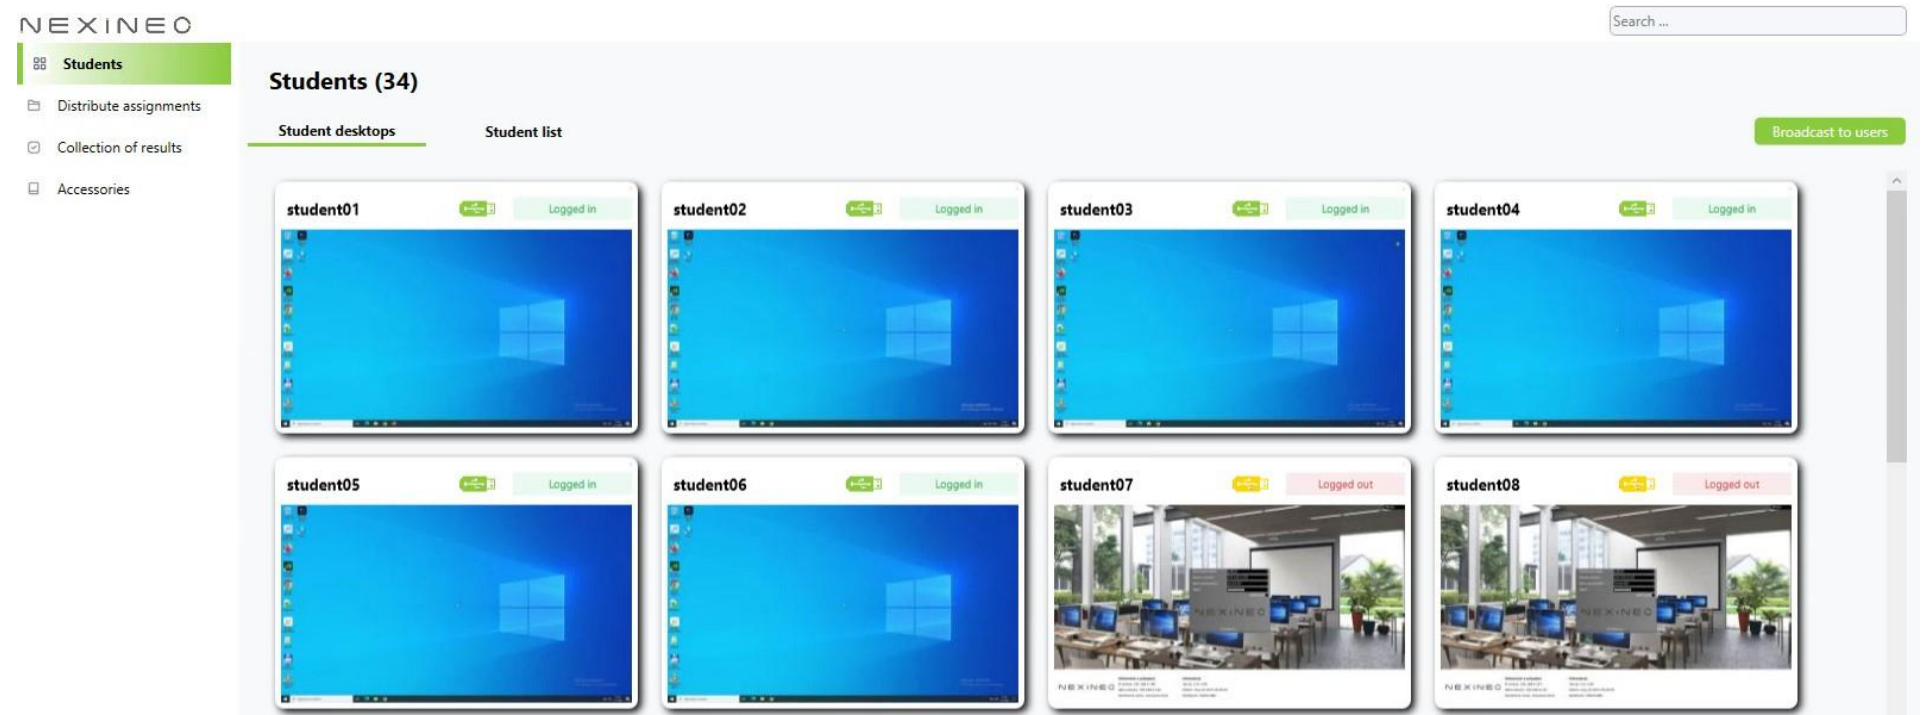 NEXINEO
Search ...
Students
Distribute assignments
Collection of results
Accessories
Students (34)
Student desktops
Student list
Broadcast to users
student01
Logged in
student02
Logged in
student03
Logged in
student04
Logged in
student05
Logged in
student06
Logged in
student07
Logged out
student08
Logged out
NEXINEO
NEXINEO
NEXINEO
NEXINEO